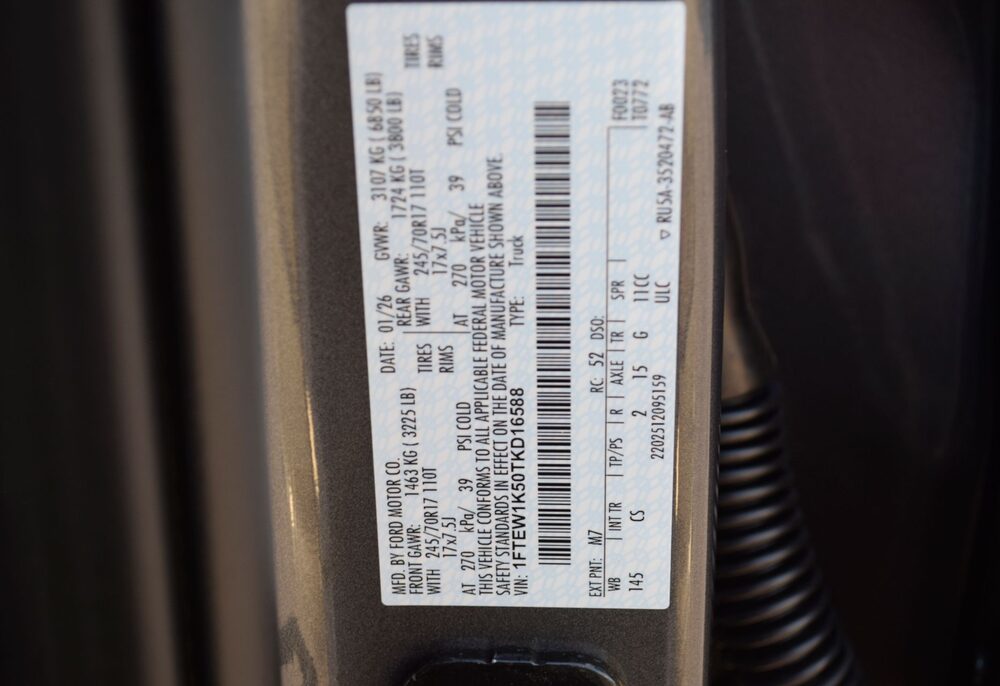 MFD. BY FORD MOTOR CO.
DATE: 01/26 GVWR: 3107 KG ( 6850 LB)
FRONT GAWR: 1463 KG ( 3225 LB)
REAR GAWR: 1724 KG ( 3800 LB)
WITH 245/70R17 110T TIRES
WITH 245/70R17 110T TIRES
17x7.5J RIMS
17x7.5J RIMS
AT 270 kPa/ 39 PSI COLD
AT 270 kPa/ 39 PSI COLD
THIS VEHICLE CONFORMS TO ALL APPLICABLE FEDERAL MOTOR VEHICLE
SAFETY STANDARDS IN EFFECT ON THE DATE OF MANUFACTURE SHOWN ABOVE.
VIN: 1FTEW1K50TKD16588 TYPE: Truck
EXT PNT: M7 RC: 52 DSO: F0023
WB INT TR TP/PS R AXLE TR SPR T0772
145 CS 2 15 G 11CC
2202512095159 ULC
▽ RU5A-3520472-AB